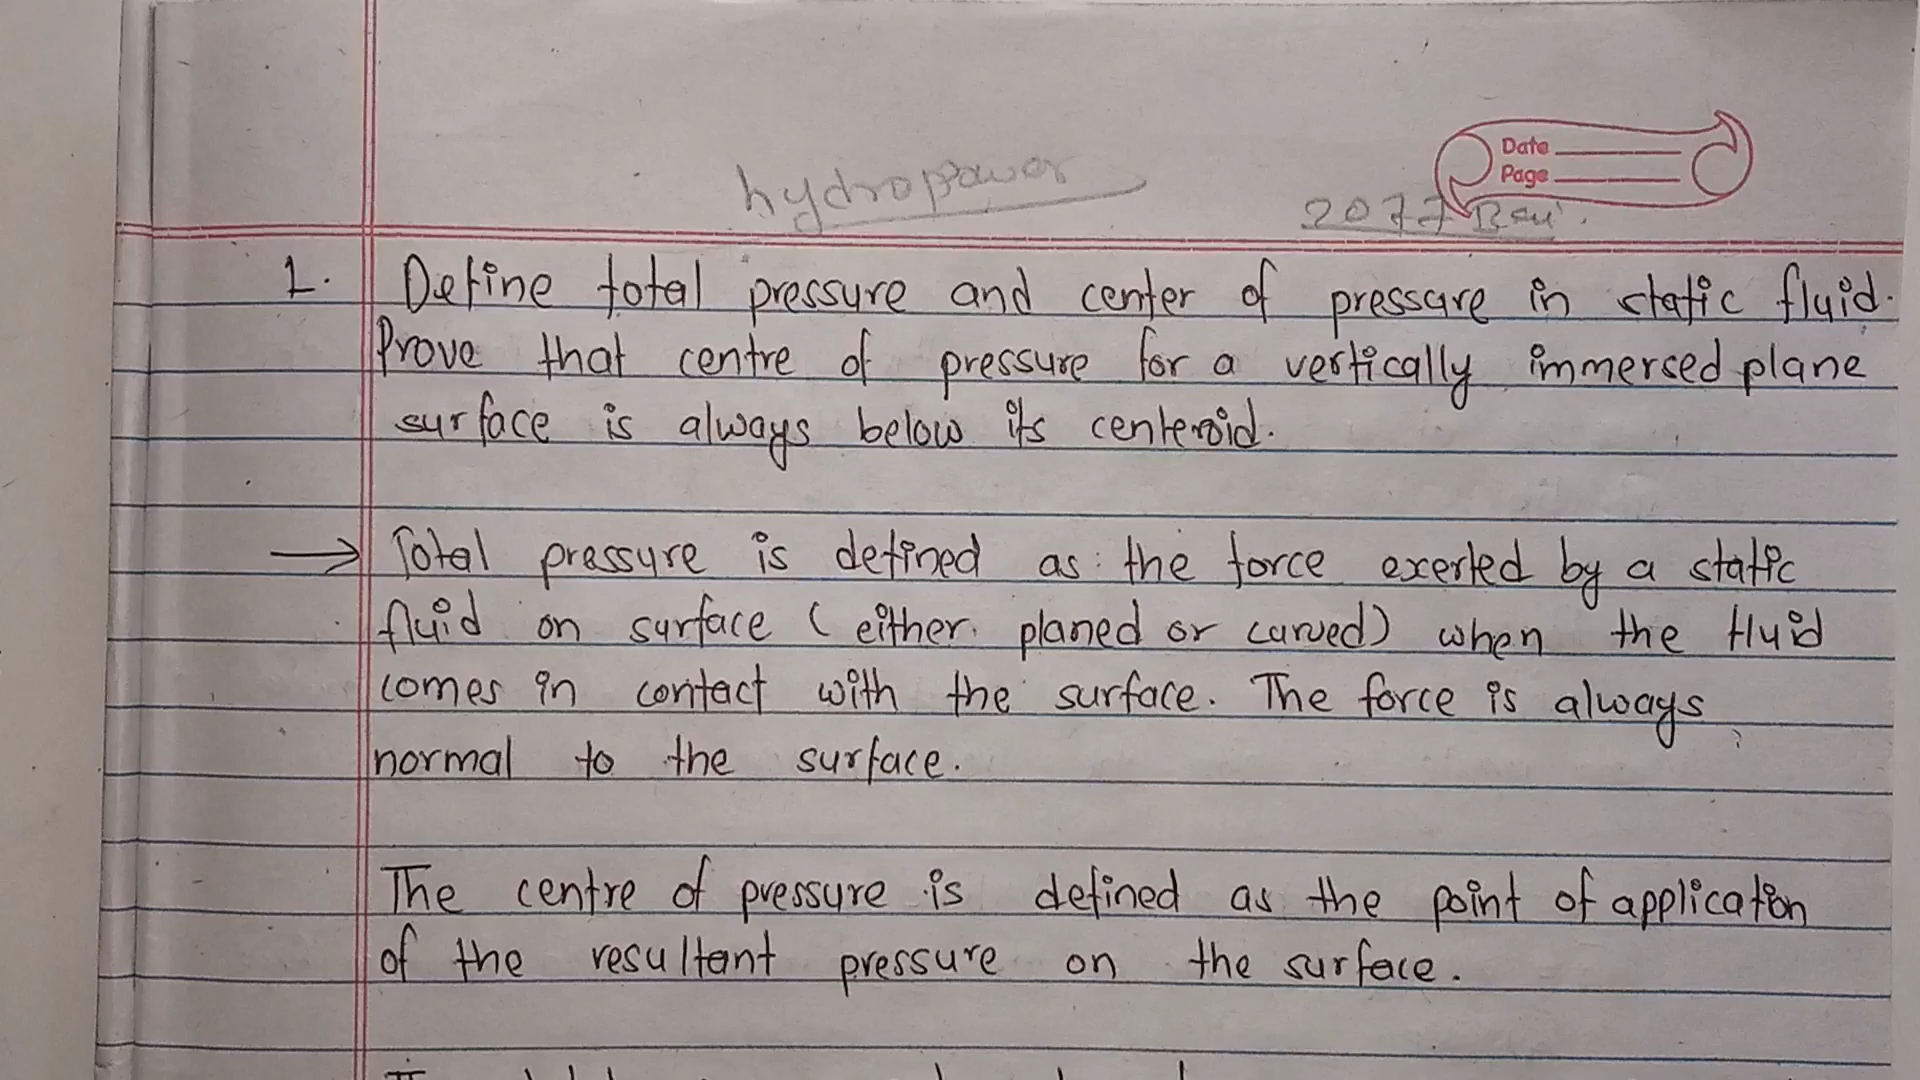 hydropower
Date
Page
2077
1. Define total pressure and center of pressure in static fluid.
Prove that centre of pressure for a vertically immersed plane
surface is always below its centeroid.
→ Total pressure is defined as the force exerted by a static
fluid on surface (either planed or curved) when the fluid
comes in contact with the surface. The force is always
normal to the surface.
The centre of pressure is defined as the point of application
of the resultant pressure on the surface.